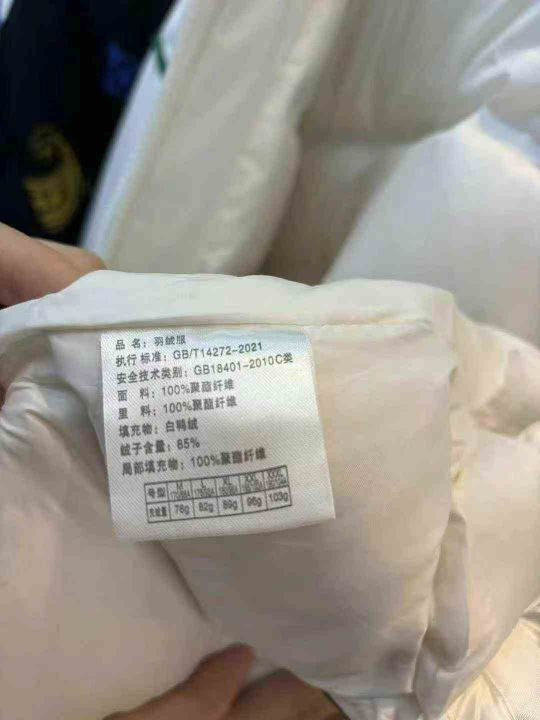 品 名：羽绒服
执行 标准：GB/T14272-2021
安全技术类别：GB18401-2010C类
面 料：100%聚酯纤维
里 料：100%聚酯纤维
填充物：白鸭绒
绒子含量：85%
局部填充物：100%聚酯纤维
号型 M L XL XXL XXXL
充绒量 78g 82g 89g 96g 103g